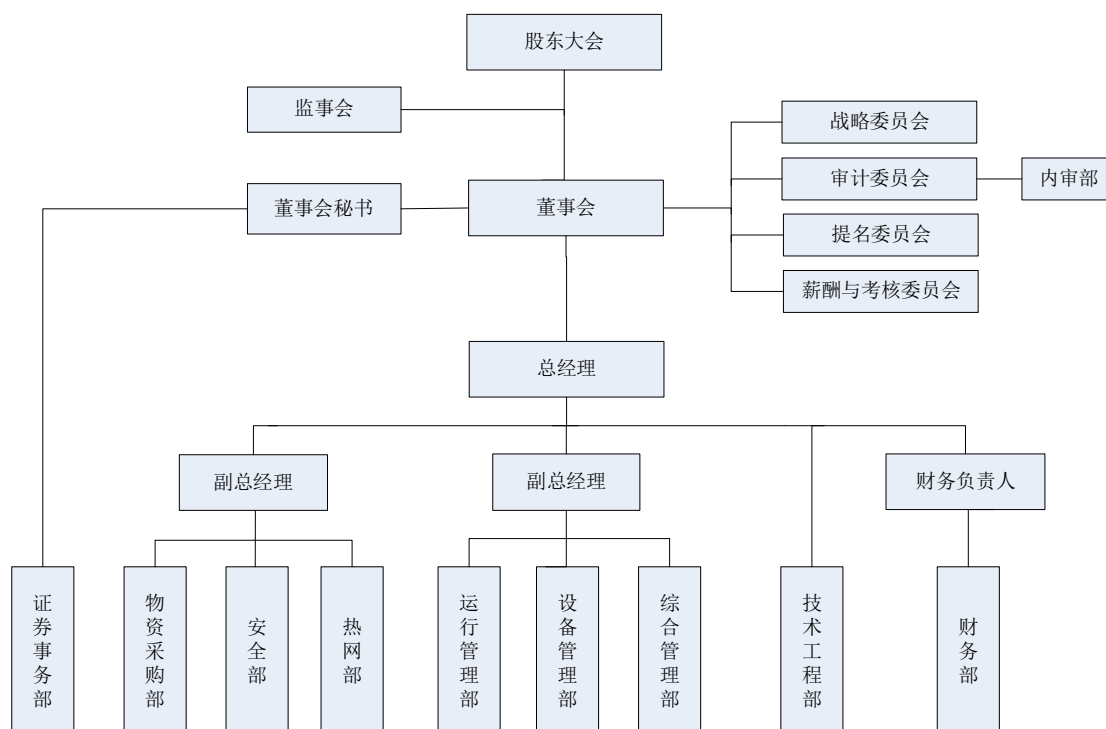 股东大会
监事会
战略委员会
审计委员会
内审部
董事会秘书
董事会
提名委员会
薪酬与考核委员会
总经理
副总经理
副总经理
财务负责人
证券事务部
物资采购部
安全部
热网部
运行管理部
设备管理部
综合管理部
技术工程部
财务部